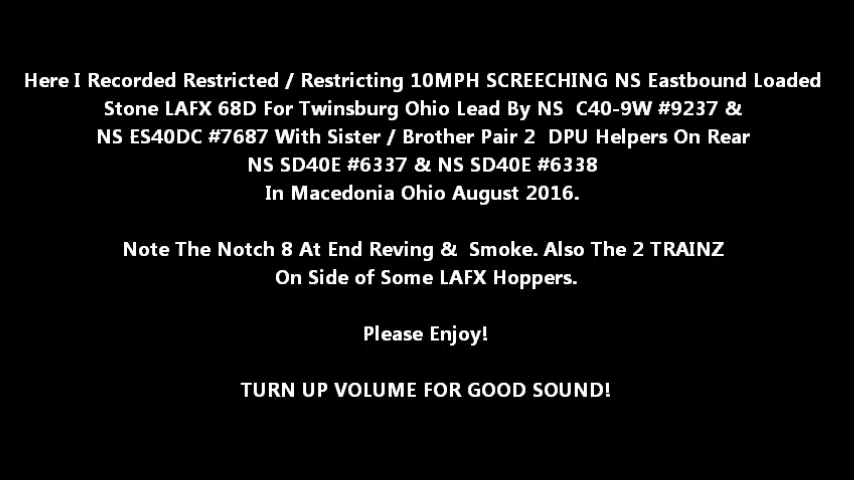 Here I Recorded Restricted / Restricting 10MPH SCREECHING NS Eastbound Loaded
Stone LAFX 68D For Twinsburg Ohio Lead By NS  C40-9W #9237 &
NS ES40DC #7687 With Sister / Brother Pair 2  DPU Helpers On Rear
NS SD40E #6337 & NS SD40E #6338
In Macedonia Ohio August 2016.
Note The Notch 8 At End Reving &  Smoke. Also The 2 TRAINZ
On Side of Some LAFX Hoppers.
Please Enjoy!
TURN UP VOLUME FOR GOOD SOUND!